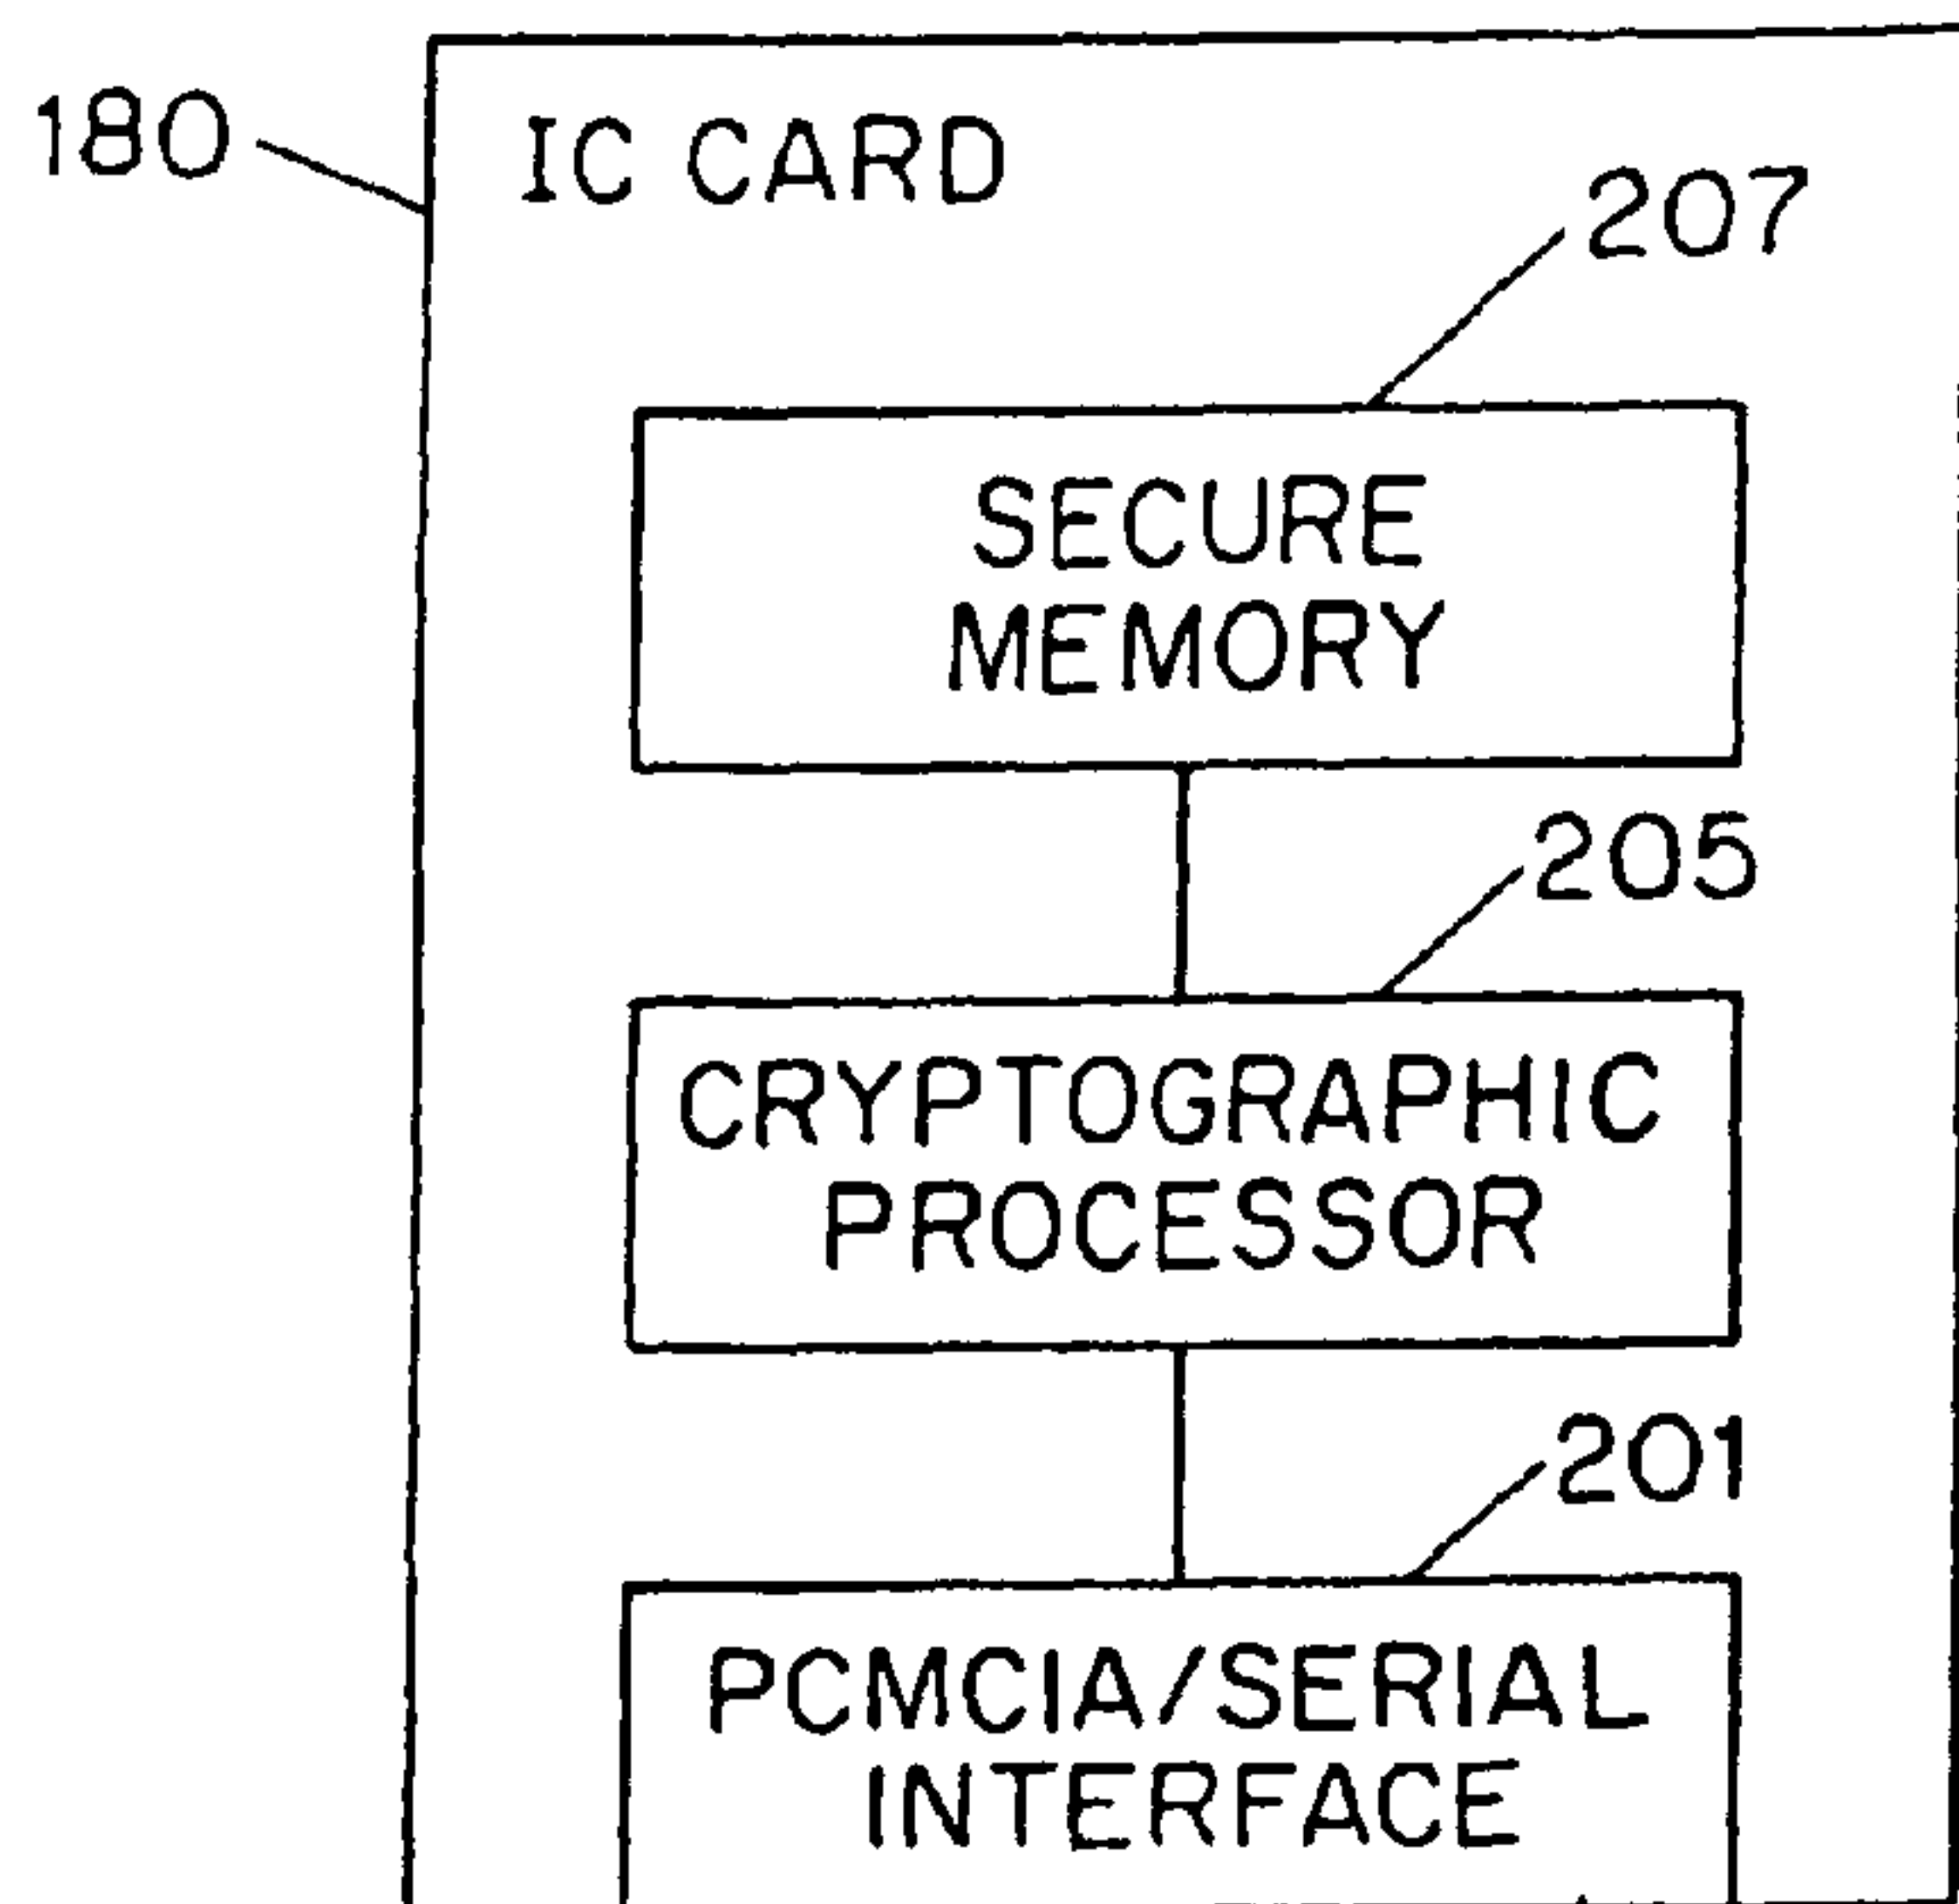 180
IC CARD
207
SECURE
MEMORY
205
CRYPTOGRAPHIC
PROCESSOR
201
PCMCIA/SERIAL
INTERFACE